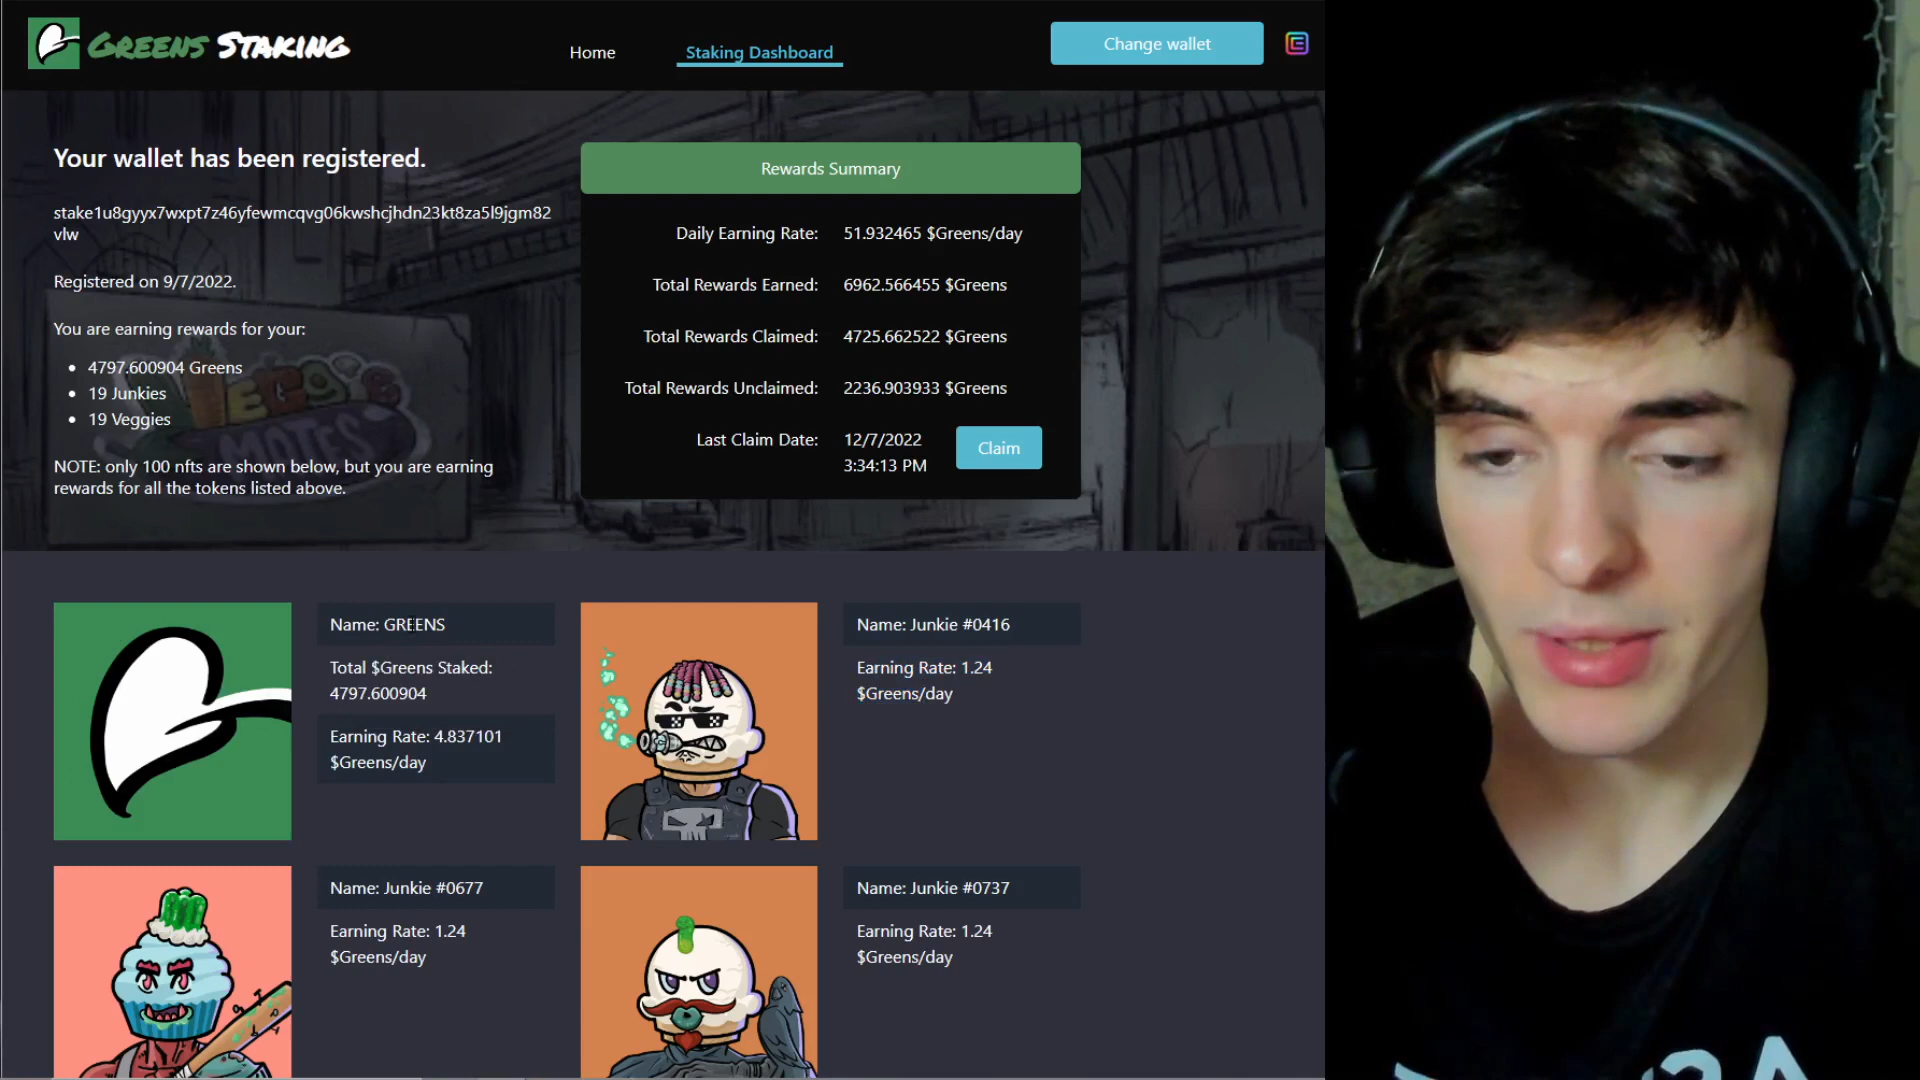 GREENS STAKING
Home
Staking Dashboard
Change wallet
Your wallet has been registered.
stake1u8gyyx7wxpt7z46yfewmcqvg06kwshcjhdn23kt8za5l9jgm82
vlw
Registered on 9/7/2022.
You are earning rewards for your:
• 4797.600904 Greens
• 19 Junkies
• 19 Veggies
NOTE: only 100 nfts are shown below, but you are earning
rewards for all the tokens listed above.
VEGGIE
MATES
Rewards Summary
Daily Earning Rate: 51.932465 $Greens/day
Total Rewards Earned: 6962.566455 $Greens
Total Rewards Claimed: 4725.662522 $Greens
Total Rewards Unclaimed: 2236.903933 $Greens
Last Claim Date: 12/7/2022
3:34:13 PM
Claim
Name: GREENS
Total $Greens Staked:
4797.600904
Earning Rate: 4.837101
$Greens/day
Name: Junkie #0416
Earning Rate: 1.24
$Greens/day
Name: Junkie #0677
Earning Rate: 1.24
$Greens/day
Name: Junkie #0737
Earning Rate: 1.24
$Greens/day